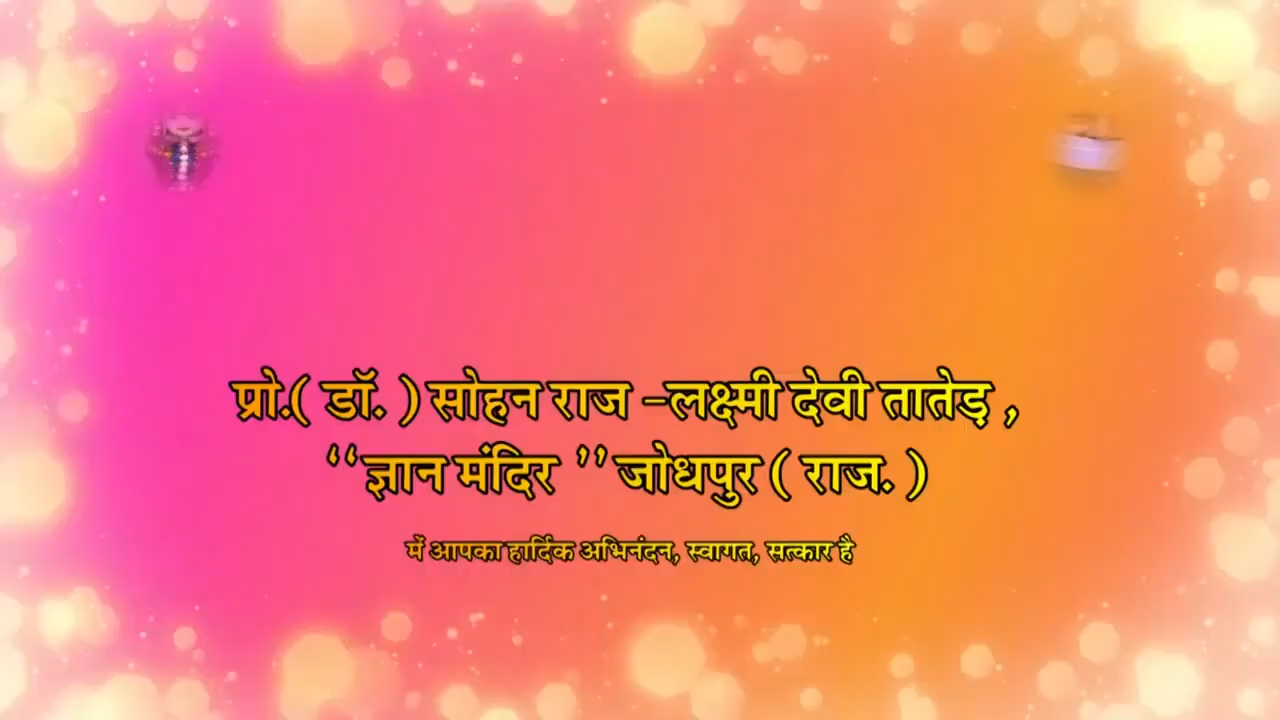 प्रो.( डॉ. ) सोहन राज -लक्ष्मी देवी तातेड़ ,
‘‘ज्ञान मंदिर ’’ जोधपुर ( राज. )
में आपका हार्दिक अभिनंदन, स्वागत, सत्कार है